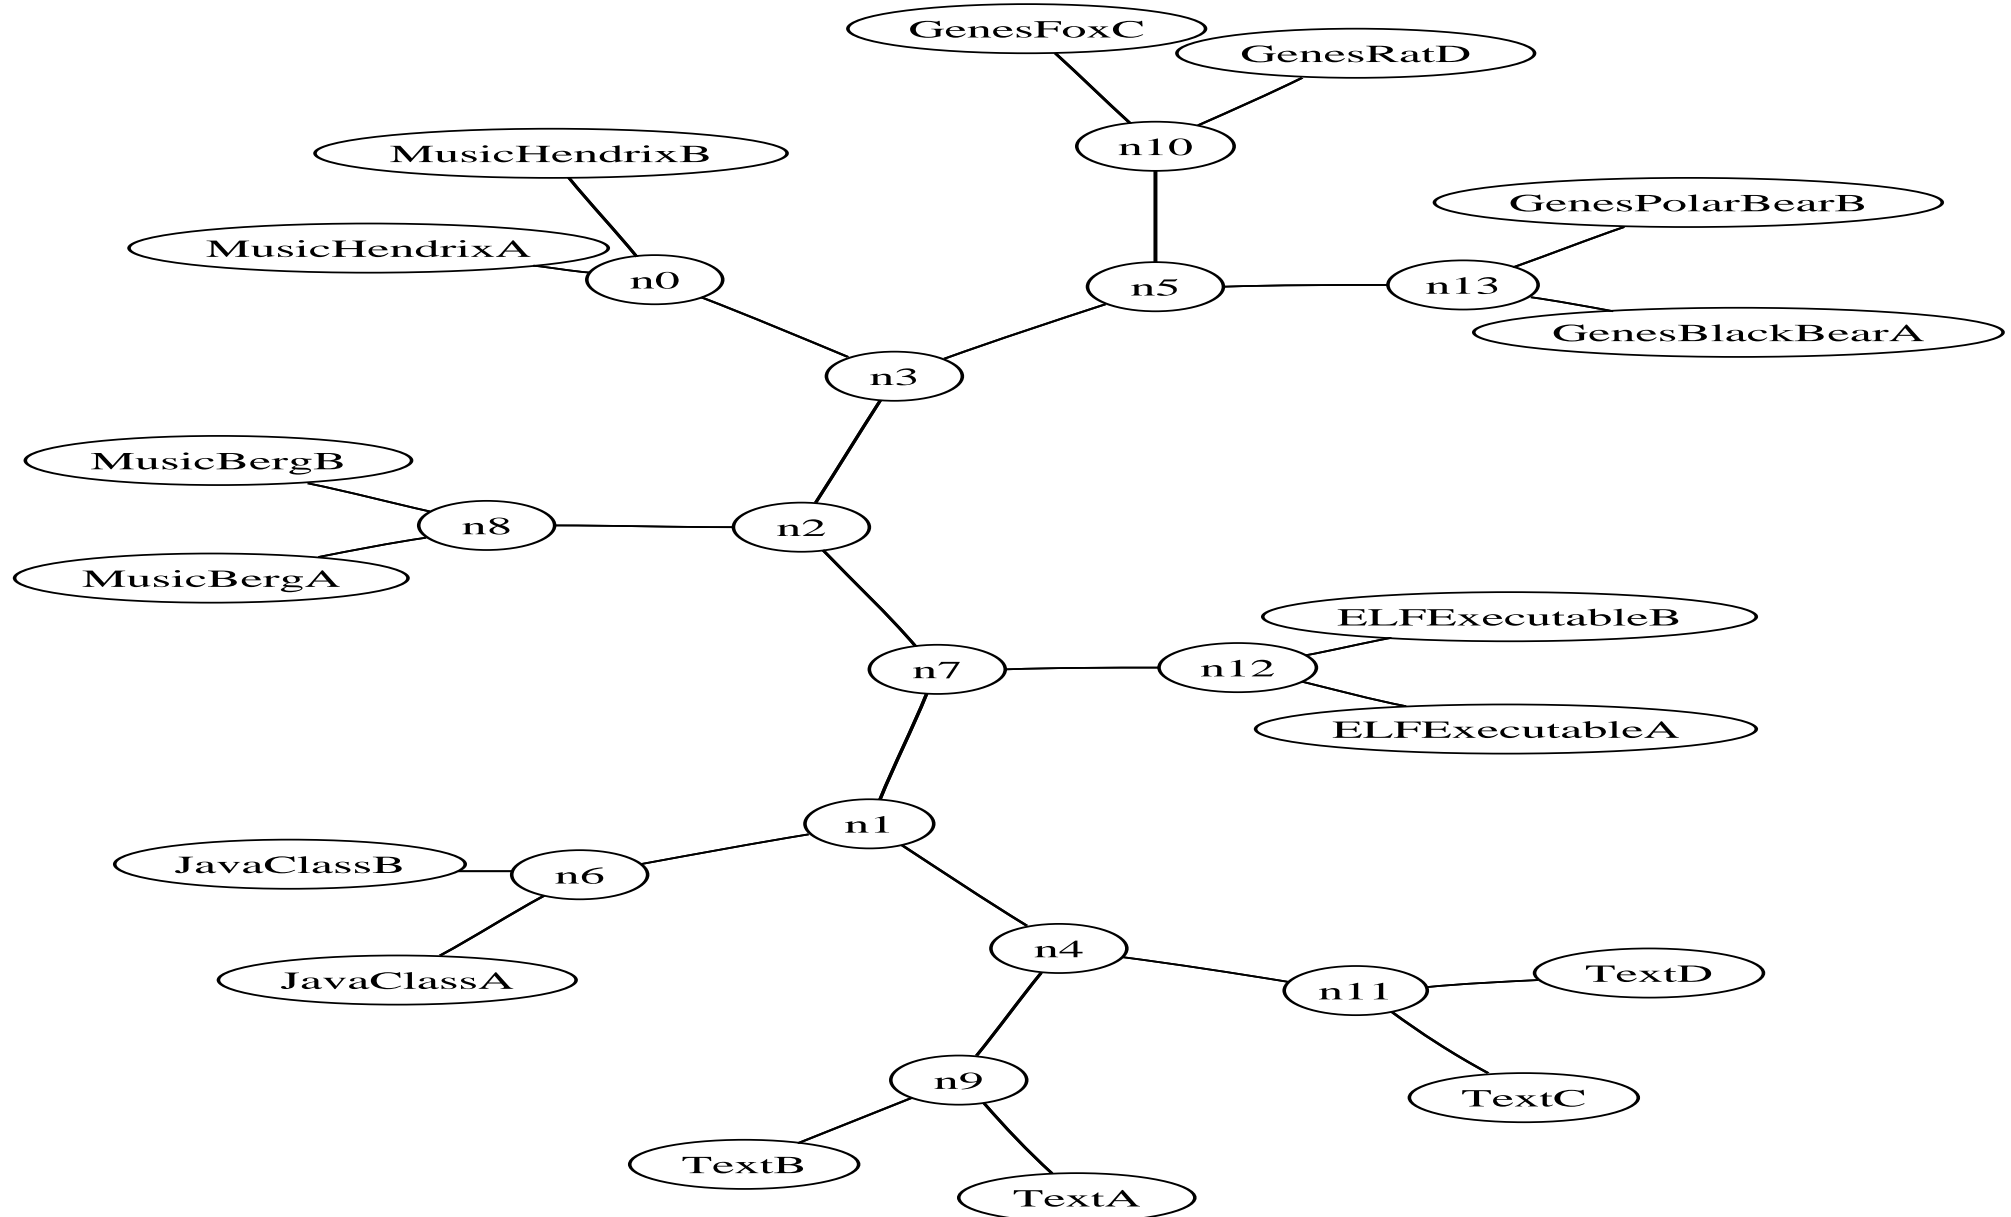 GenesFoxC
GenesRatD
n10
MusicHendrixB
GenesPolarBearB
MusicHendrixA
n0
n5
n13
GenesBlackBearA
n3
MusicBergB
n8
n2
MusicBergA
ELFExecutableB
n7
n12
ELFExecutableA
n1
JavaClassB
n6
n4
JavaClassA
n11
TextD
n9
TextC
TextB
TextA